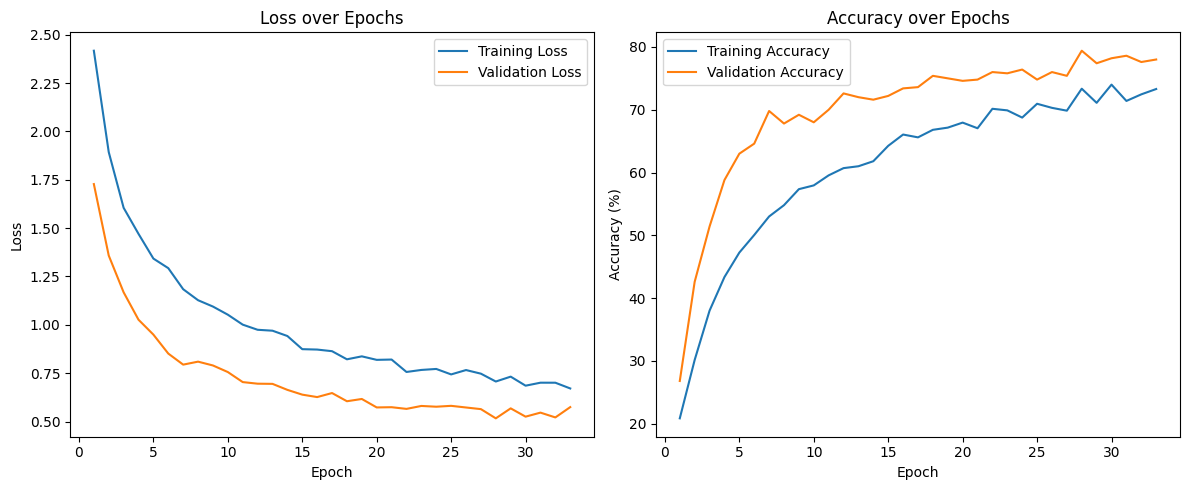 Loss over Epochs
2.50
2.25
2.00
1.75
1.50
1.25
1.00
0.75
0.50
Loss
Training Loss
Validation Loss
0 5 10 15 20 25 30
Epoch
Accuracy over Epochs
80
70
60
50
40
30
20
Accuracy (%)
Training Accuracy
Validation Accuracy
0 5 10 15 20 25 30
Epoch